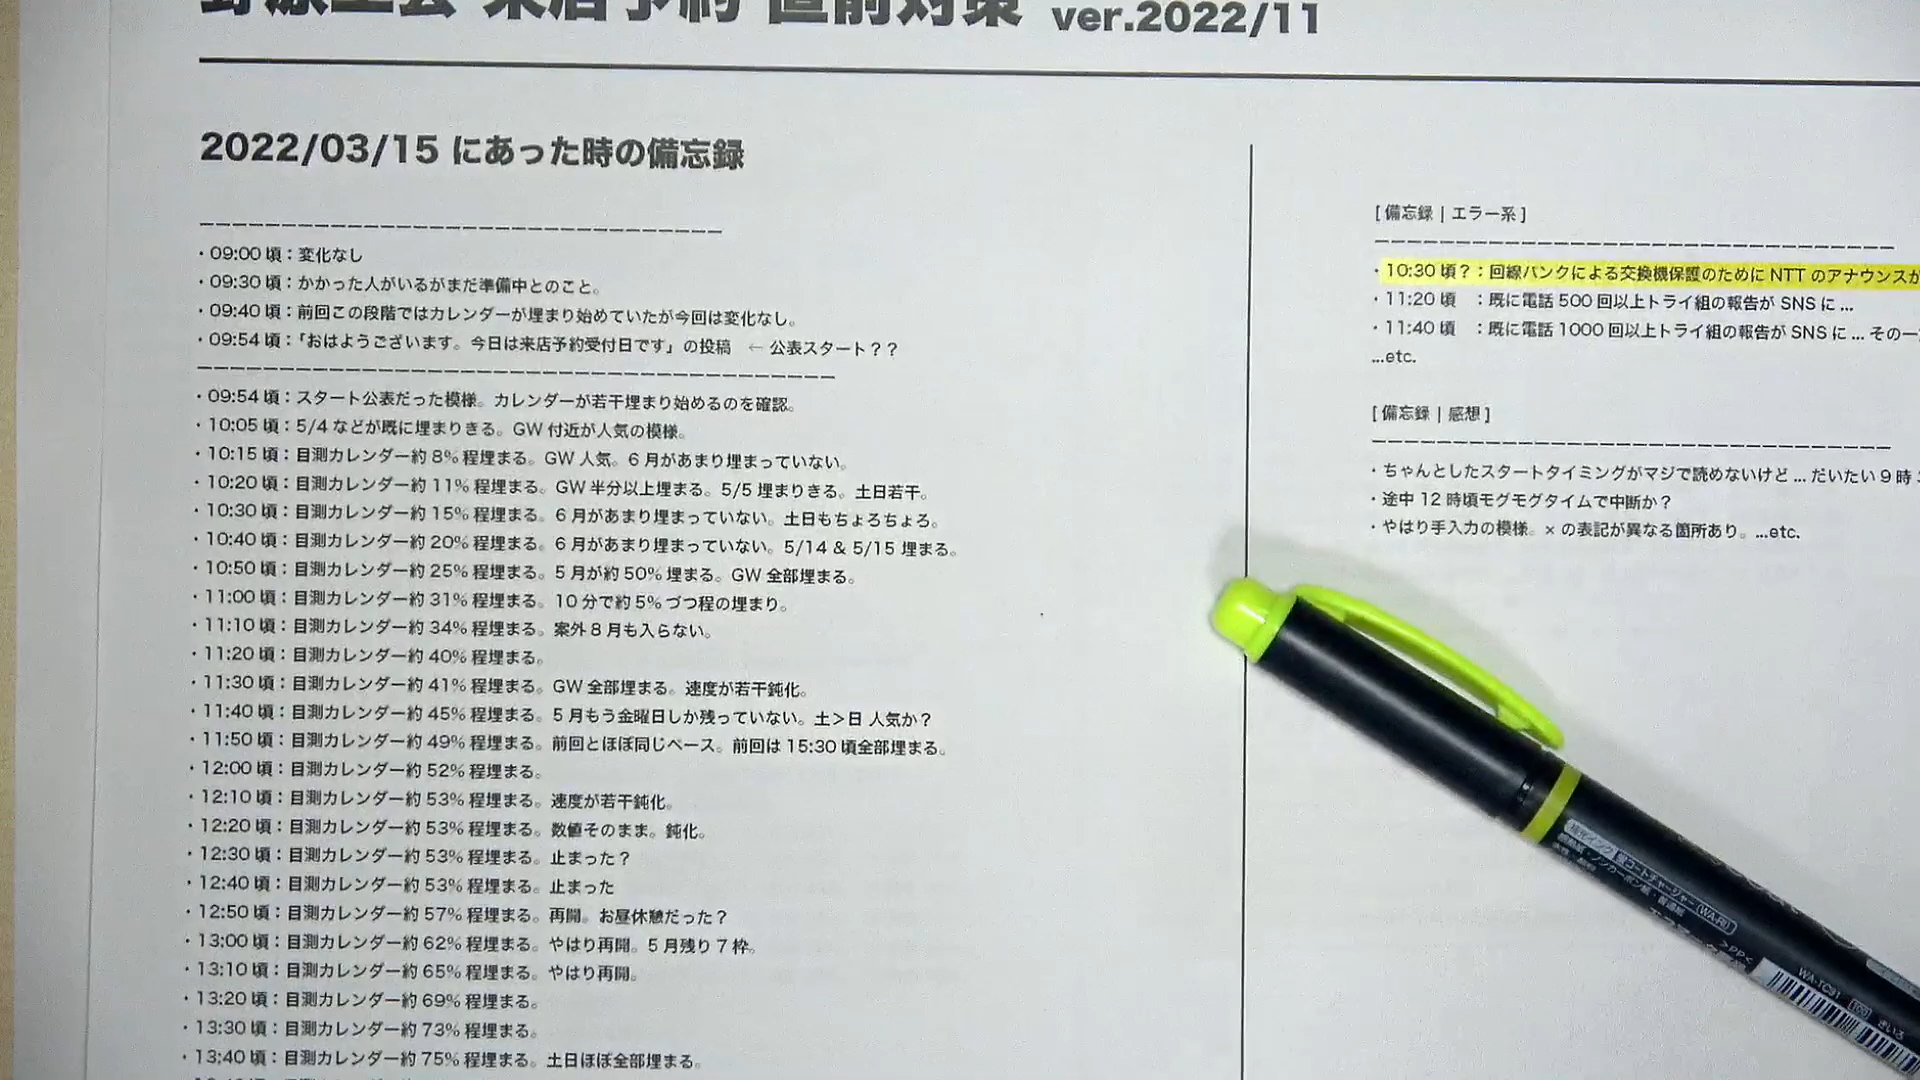 野原工芸 来店予約 直前対策 ver.2022/11
2022/03/15 にあった時の備忘録
・09:00 頃：変化なし
・09:30 頃：かかった人がいるがまだ準備中とのこと。
・09:40 頃：前回この段階ではカレンダーが埋まり始めていたが今回は変化なし。
・09:54 頃：「おはようございます。今日は来店予約受付日です」の投稿 ← 公表スタート？？
・09:54 頃：スタート公表だった模様。カレンダーが若干埋まり始めるのを確認。
・10:05 頃：5/4 などが既に埋まりきる。GW 付近が人気の模様。
・10:15 頃：目測カレンダー約 8% 程埋まる。GW 人気。6 月があまり埋まっていない。
・10:20 頃：目測カレンダー約 11% 程埋まる。GW 半分以上埋まる。5/5 埋まりきる。土日若干。
・10:30 頃：目測カレンダー約 15% 程埋まる。6 月があまり埋まっていない。土日もちょろちょろ。
・10:40 頃：目測カレンダー約 20% 程埋まる。6 月があまり埋まっていない。5/14 & 5/15 埋まる。
・10:50 頃：目測カレンダー約 25% 程埋まる。5 月が約 50% 埋まる。GW 全部埋まる。
・11:00 頃：目測カレンダー約 31% 程埋まる。10 分で約 5% づつ程の埋まり。
・11:10 頃：目測カレンダー約 34% 程埋まる。案外 8 月も入らない。
・11:20 頃：目測カレンダー約 40% 程埋まる。
・11:30 頃：目測カレンダー約 41% 程埋まる。GW 全部埋まる。速度が若干鈍化。
・11:40 頃：目測カレンダー約 45% 程埋まる。5 月もう金曜日しか残っていない。土＞日 人気か？
・11:50 頃：目測カレンダー約 49% 程埋まる。前回とほぼ同じペース。前回は 15:30 頃全部埋まる。
・12:00 頃：目測カレンダー約 52% 程埋まる。
・12:10 頃：目測カレンダー約 53% 程埋まる。速度が若干鈍化。
・12:20 頃：目測カレンダー約 53% 程埋まる。数値そのまま。鈍化。
・12:30 頃：目測カレンダー約 53% 程埋まる。止まった？
・12:40 頃：目測カレンダー約 53% 程埋まる。止まった
・12:50 頃：目測カレンダー約 57% 程埋まる。再開。お昼休憩だった？
・13:00 頃：目測カレンダー約 62% 程埋まる。やはり再開。5 月残り 7 枠。
・13:10 頃：目測カレンダー約 65% 程埋まる。やはり再開。
・13:20 頃：目測カレンダー約 69% 程埋まる。
・13:30 頃：目測カレンダー約 73% 程埋まる。
・13:40 頃：目測カレンダー約 75% 程埋まる。土日ほぼ全部埋まる。
[ 備忘録 | エラー系 ]
・10:30 頃？：回線パンクによる交換機保護のために NTT のアナウンスが
・11:20 頃 ：既に電話 500 回以上トライ組の報告が SNS に ...
・11:40 頃 ：既に電話 1000 回以上トライ組の報告が SNS に ... その一
...etc.
[ 備忘録 | 感想 ]
・ちゃんとしたスタートタイミングがマジで読めないけど ... だいたい 9 時
・途中 12 時頃モグモグタイムで中断か？
・やはり手入力の模様。× の表記が異なる箇所あり。...etc.
蛍光インク 蛍コートチャージャー (WA-RI)
>PP<
WA-TC91 100 きいろ